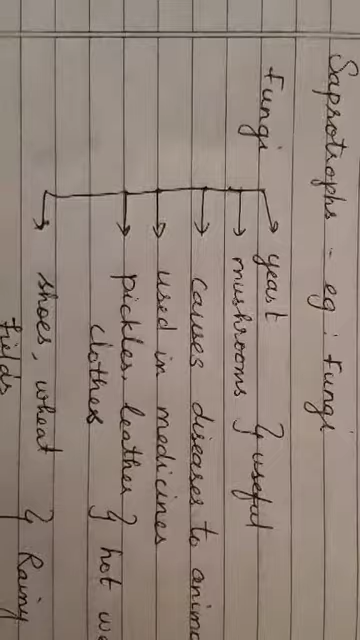 Saprotrophs - eg: Fungi
Fungi
yeast
mushrooms } useful
causes diseases to
used in medicines
pickles, leather } hot
clothes
shoes, wheat } Rainy
fields